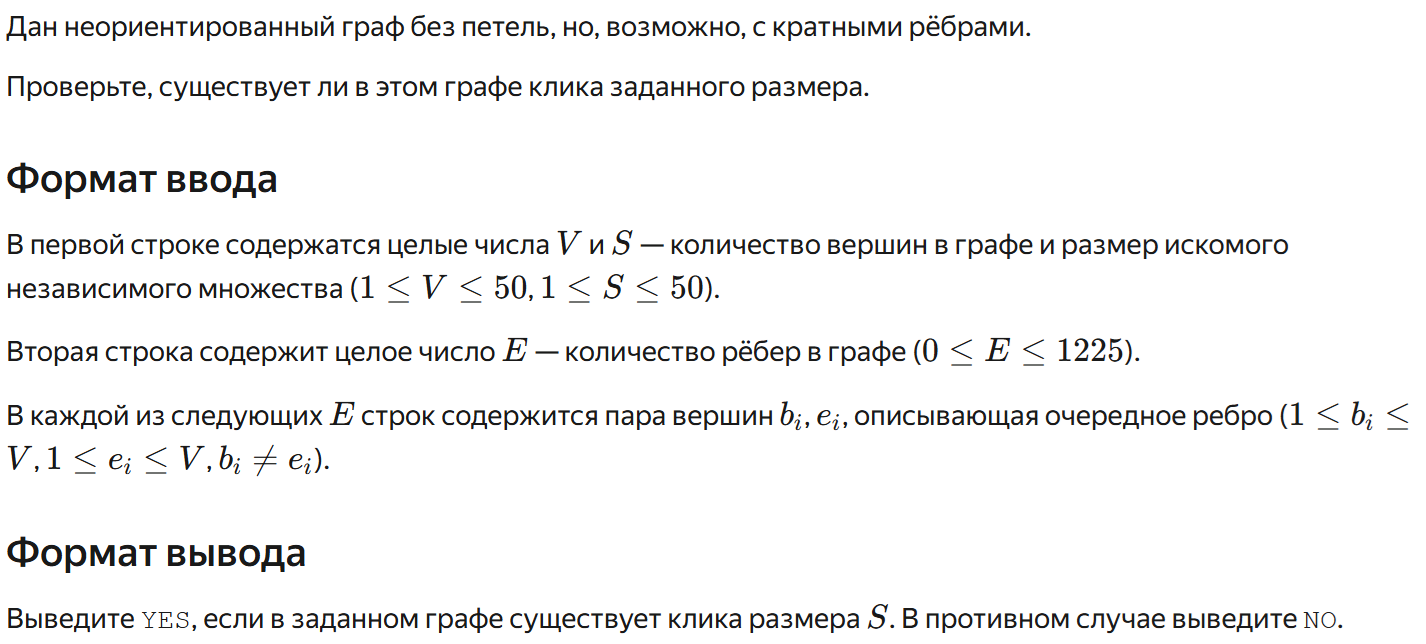 Дан неориентированный граф без петель, но, возможно, с кратными рёбрами.
Проверьте, существует ли в этом графе клика заданного размера.
Формат ввода
В первой строке содержатся целые числа V и S — количество вершин в графе и размер искомого
независимого множества (1 ≤ V ≤ 50, 1 ≤ S ≤ 50).
Вторая строка содержит целое число E — количество рёбер в графе (0 ≤ E ≤ 1225).
В каждой из следующих E строк содержится пара вершин bᵢ, eᵢ, описывающая очередное ребро (1 ≤ bᵢ ≤
V, 1 ≤ eᵢ ≤ V, bᵢ ≠ eᵢ).
Формат вывода
Выведите YES, если в заданном графе существует клика размера S. В противном случае выведите NO.